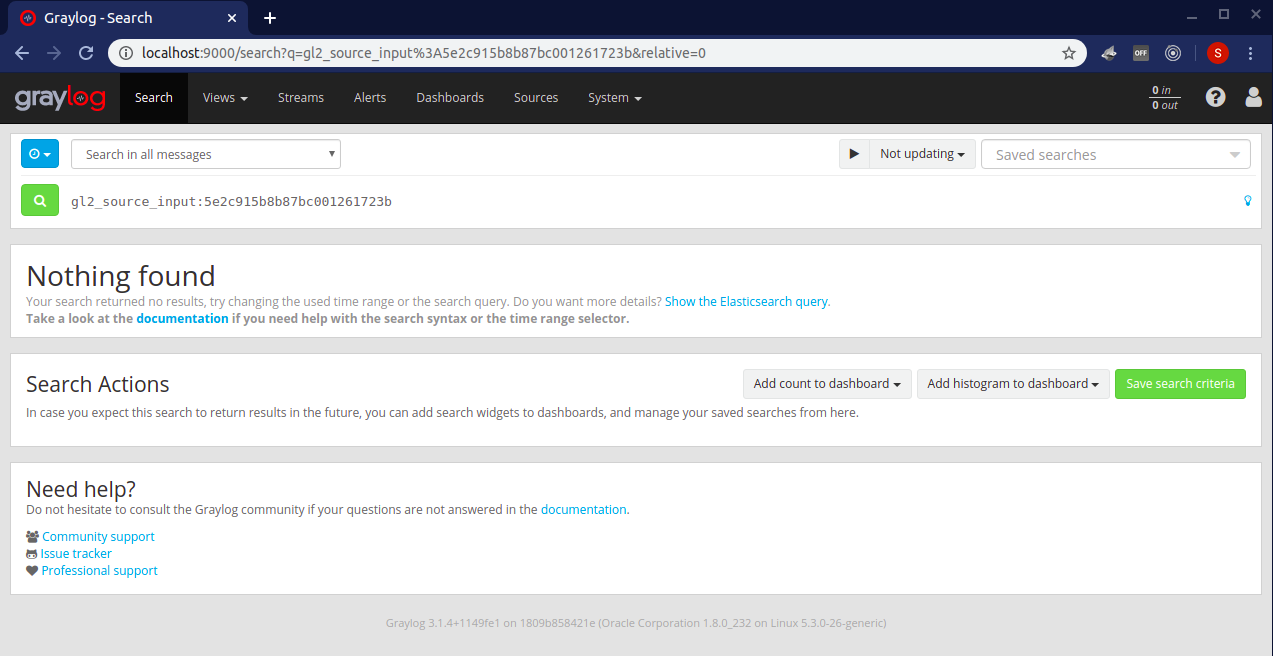 Graylog - Search
localhost:9000/search?q=gl2_source_input%3A5e2c915b8b87bc001261723b&relative=0
OFF
S
graylog
Search
Views
Streams
Alerts
Dashboards
Sources
System
0 in
0 out
Search in all messages
Not updating
Saved searches
gl2_source_input:5e2c915b8b87bc001261723b
Nothing found
Your search returned no results, try changing the used time range or the search query. Do you want more details? Show the Elasticsearch query.
Take a look at the documentation if you need help with the search syntax or the time range selector.
Search Actions
Add count to dashboard
Add histogram to dashboard
Save search criteria
In case you expect this search to return results in the future, you can add search widgets to dashboards, and manage your saved searches from here.
Need help?
Do not hesitate to consult the Graylog community if your questions are not answered in the documentation.
Community support
Issue tracker
Professional support
Graylog 3.1.4+1149fe1 on 1809b858421e (Oracle Corporation 1.8.0_232 on Linux 5.3.0-26-generic)